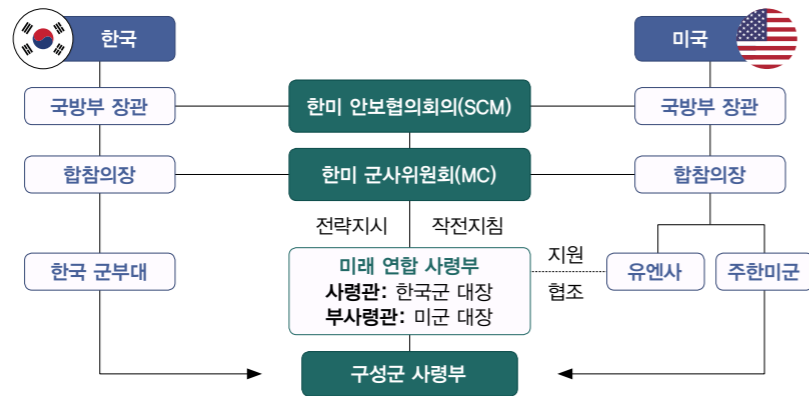 한국
미국
국방부 장관
한미 안보협의회의(SCM)
국방부 장관
합참의장
한미 군사위원회(MC)
합참의장
전략지시
작전지침
한국 군부대
미래 연합 사령부
사령관: 한국군 대장
부사령관: 미군 대장
지원
협조
유엔사
주한미군
구성군 사령부